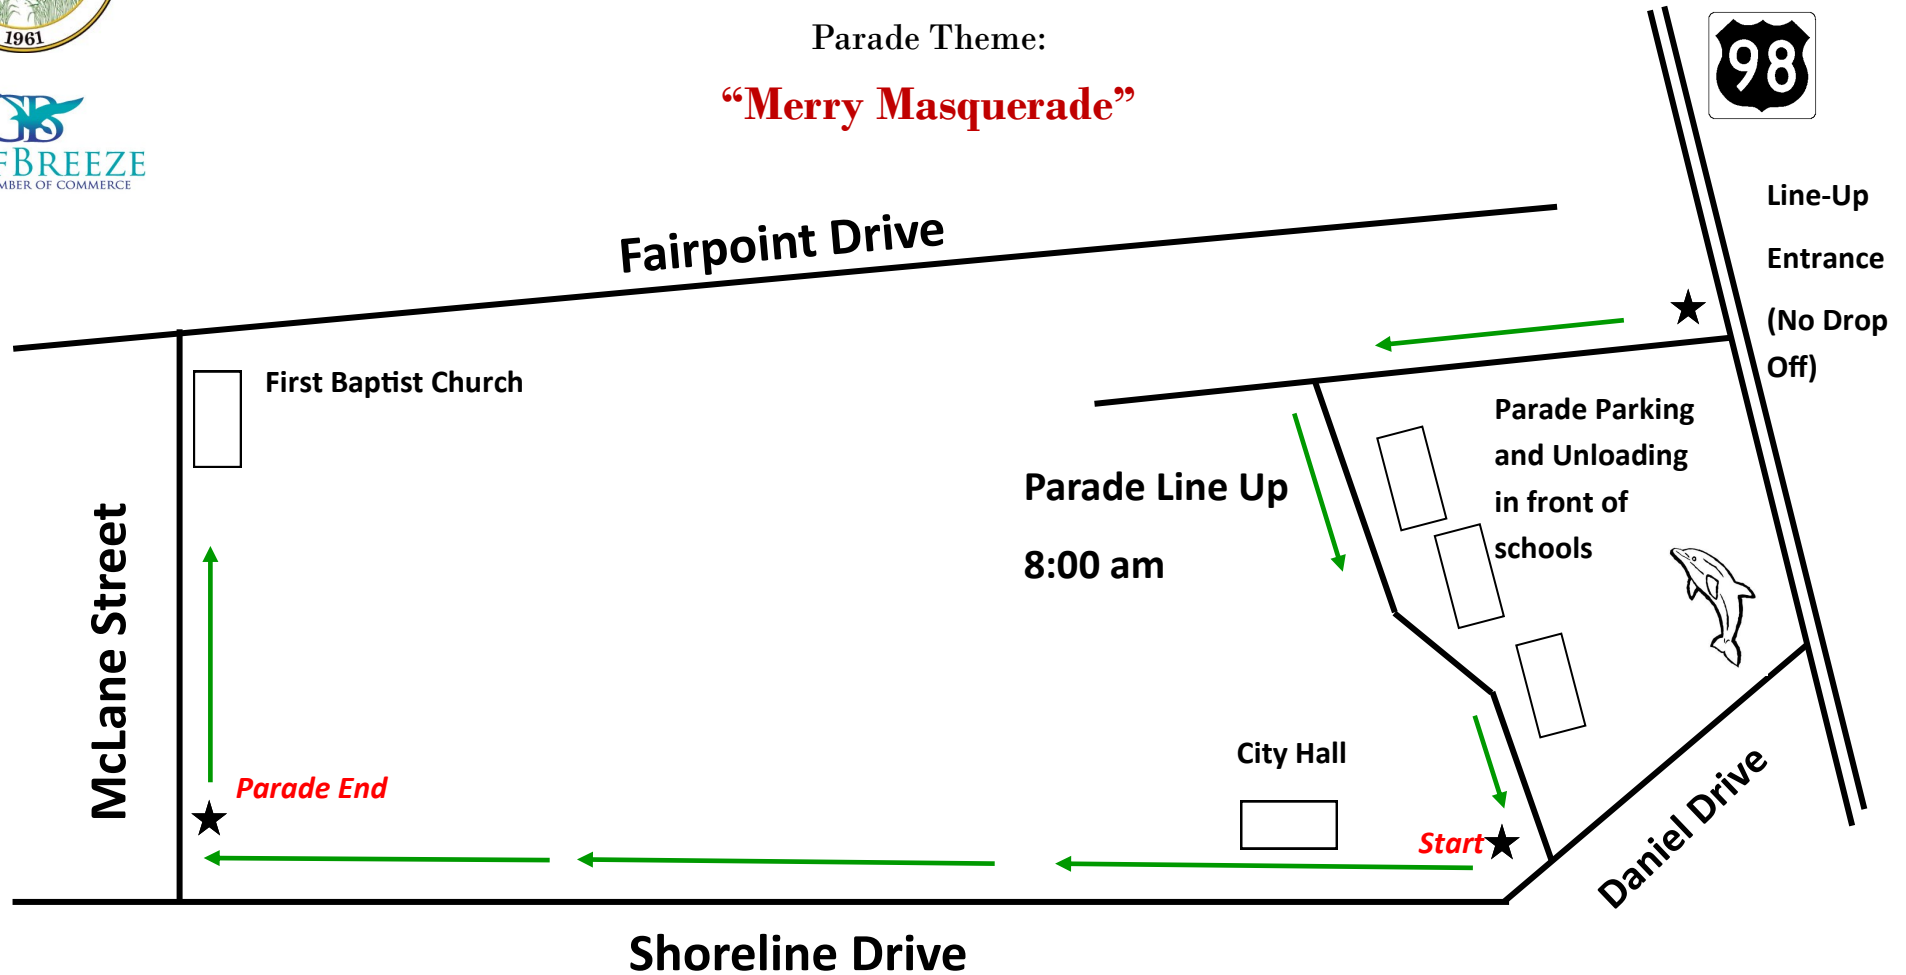 1961
BREEZE
OF COMMERCE
Parade Theme:
“Merry Masquerade”
98
Line-Up
Entrance
(No Drop
Off)
Fairpoint Drive
First Baptist Church
Parade Parking
and Unloading
in front of
schools
Parade Line Up
8:00 am
McLane Street
Parade End
City Hall
Start
Daniel Drive
Shoreline Drive